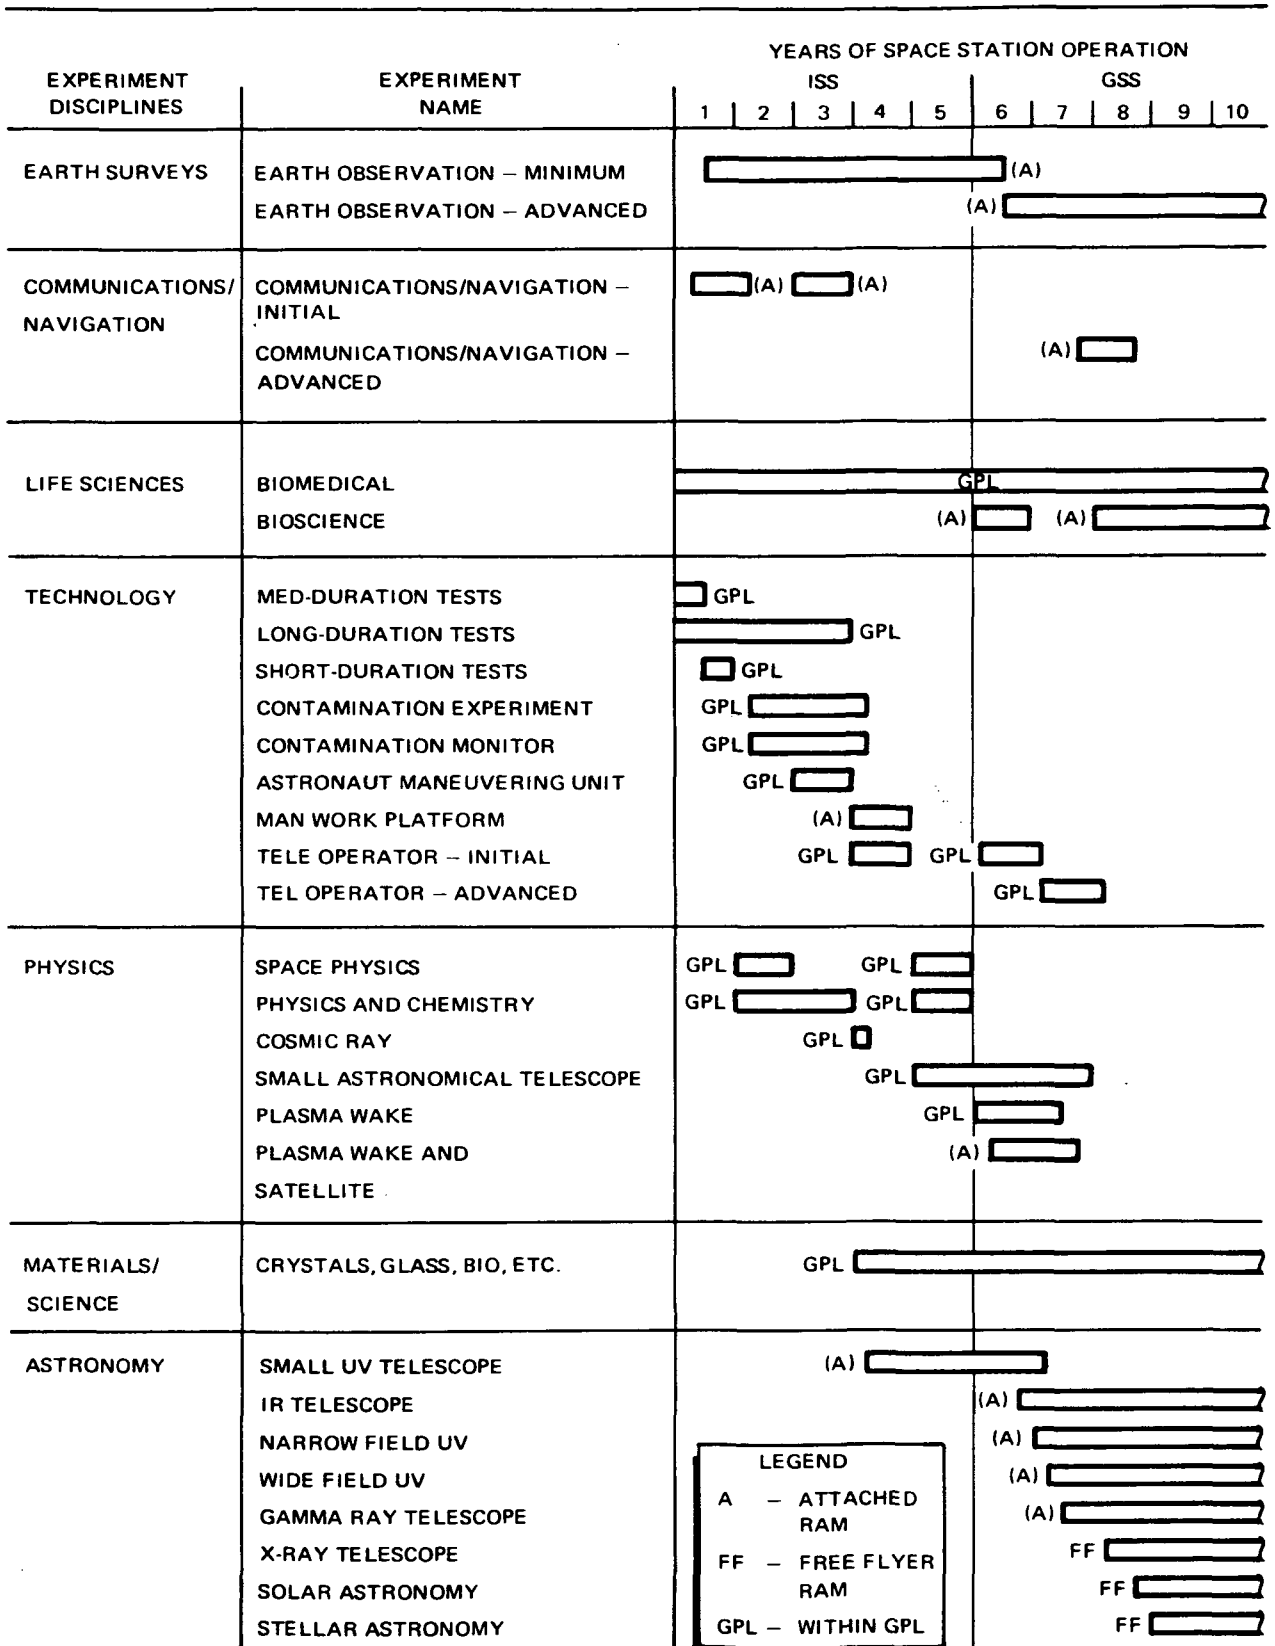 YEARS OF SPACE STATION OPERATION
EXPERIMENT DISCIPLINES EXPERIMENT NAME ISS GSS
1 2 3 4 5 6 7 8 9 10
EARTH SURVEYS EARTH OBSERVATION – MINIMUM (A)
EARTH OBSERVATION – ADVANCED (A)
COMMUNICATIONS/ COMMUNICATIONS/NAVIGATION – (A) (A)
INITIAL
NAVIGATION
COMMUNICATIONS/NAVIGATION – (A)
ADVANCED
LIFE SCIENCES BIOMEDICAL GPL
BIOSCIENCE (A) (A)
TECHNOLOGY MED-DURATION TESTS GPL
LONG-DURATION TESTS GPL
SHORT-DURATION TESTS GPL
CONTAMINATION EXPERIMENT GPL
CONTAMINATION MONITOR GPL
ASTRONAUT MANEUVERING UNIT GPL
MAN WORK PLATFORM (A)
TELE OPERATOR – INITIAL GPL GPL
TEL OPERATOR – ADVANCED GPL
PHYSICS SPACE PHYSICS GPL GPL
PHYSICS AND CHEMISTRY GPL GPL
COSMIC RAY GPL
SMALL ASTRONOMICAL TELESCOPE GPL
PLASMA WAKE GPL
PLASMA WAKE AND (A)
SATELLITE
MATERIALS/ CRYSTALS, GLASS, BIO, ETC. GPL
SCIENCE
ASTRONOMY SMALL UV TELESCOPE (A)
IR TELESCOPE (A)
NARROW FIELD UV (A)
WIDE FIELD UV (A)
GAMMA RAY TELESCOPE (A)
X-RAY TELESCOPE FF
SOLAR ASTRONOMY FF
STELLAR ASTRONOMY FF
LEGEND
A – ATTACHED
RAM
FF – FREE FLYER
RAM
GPL – WITHIN GPL